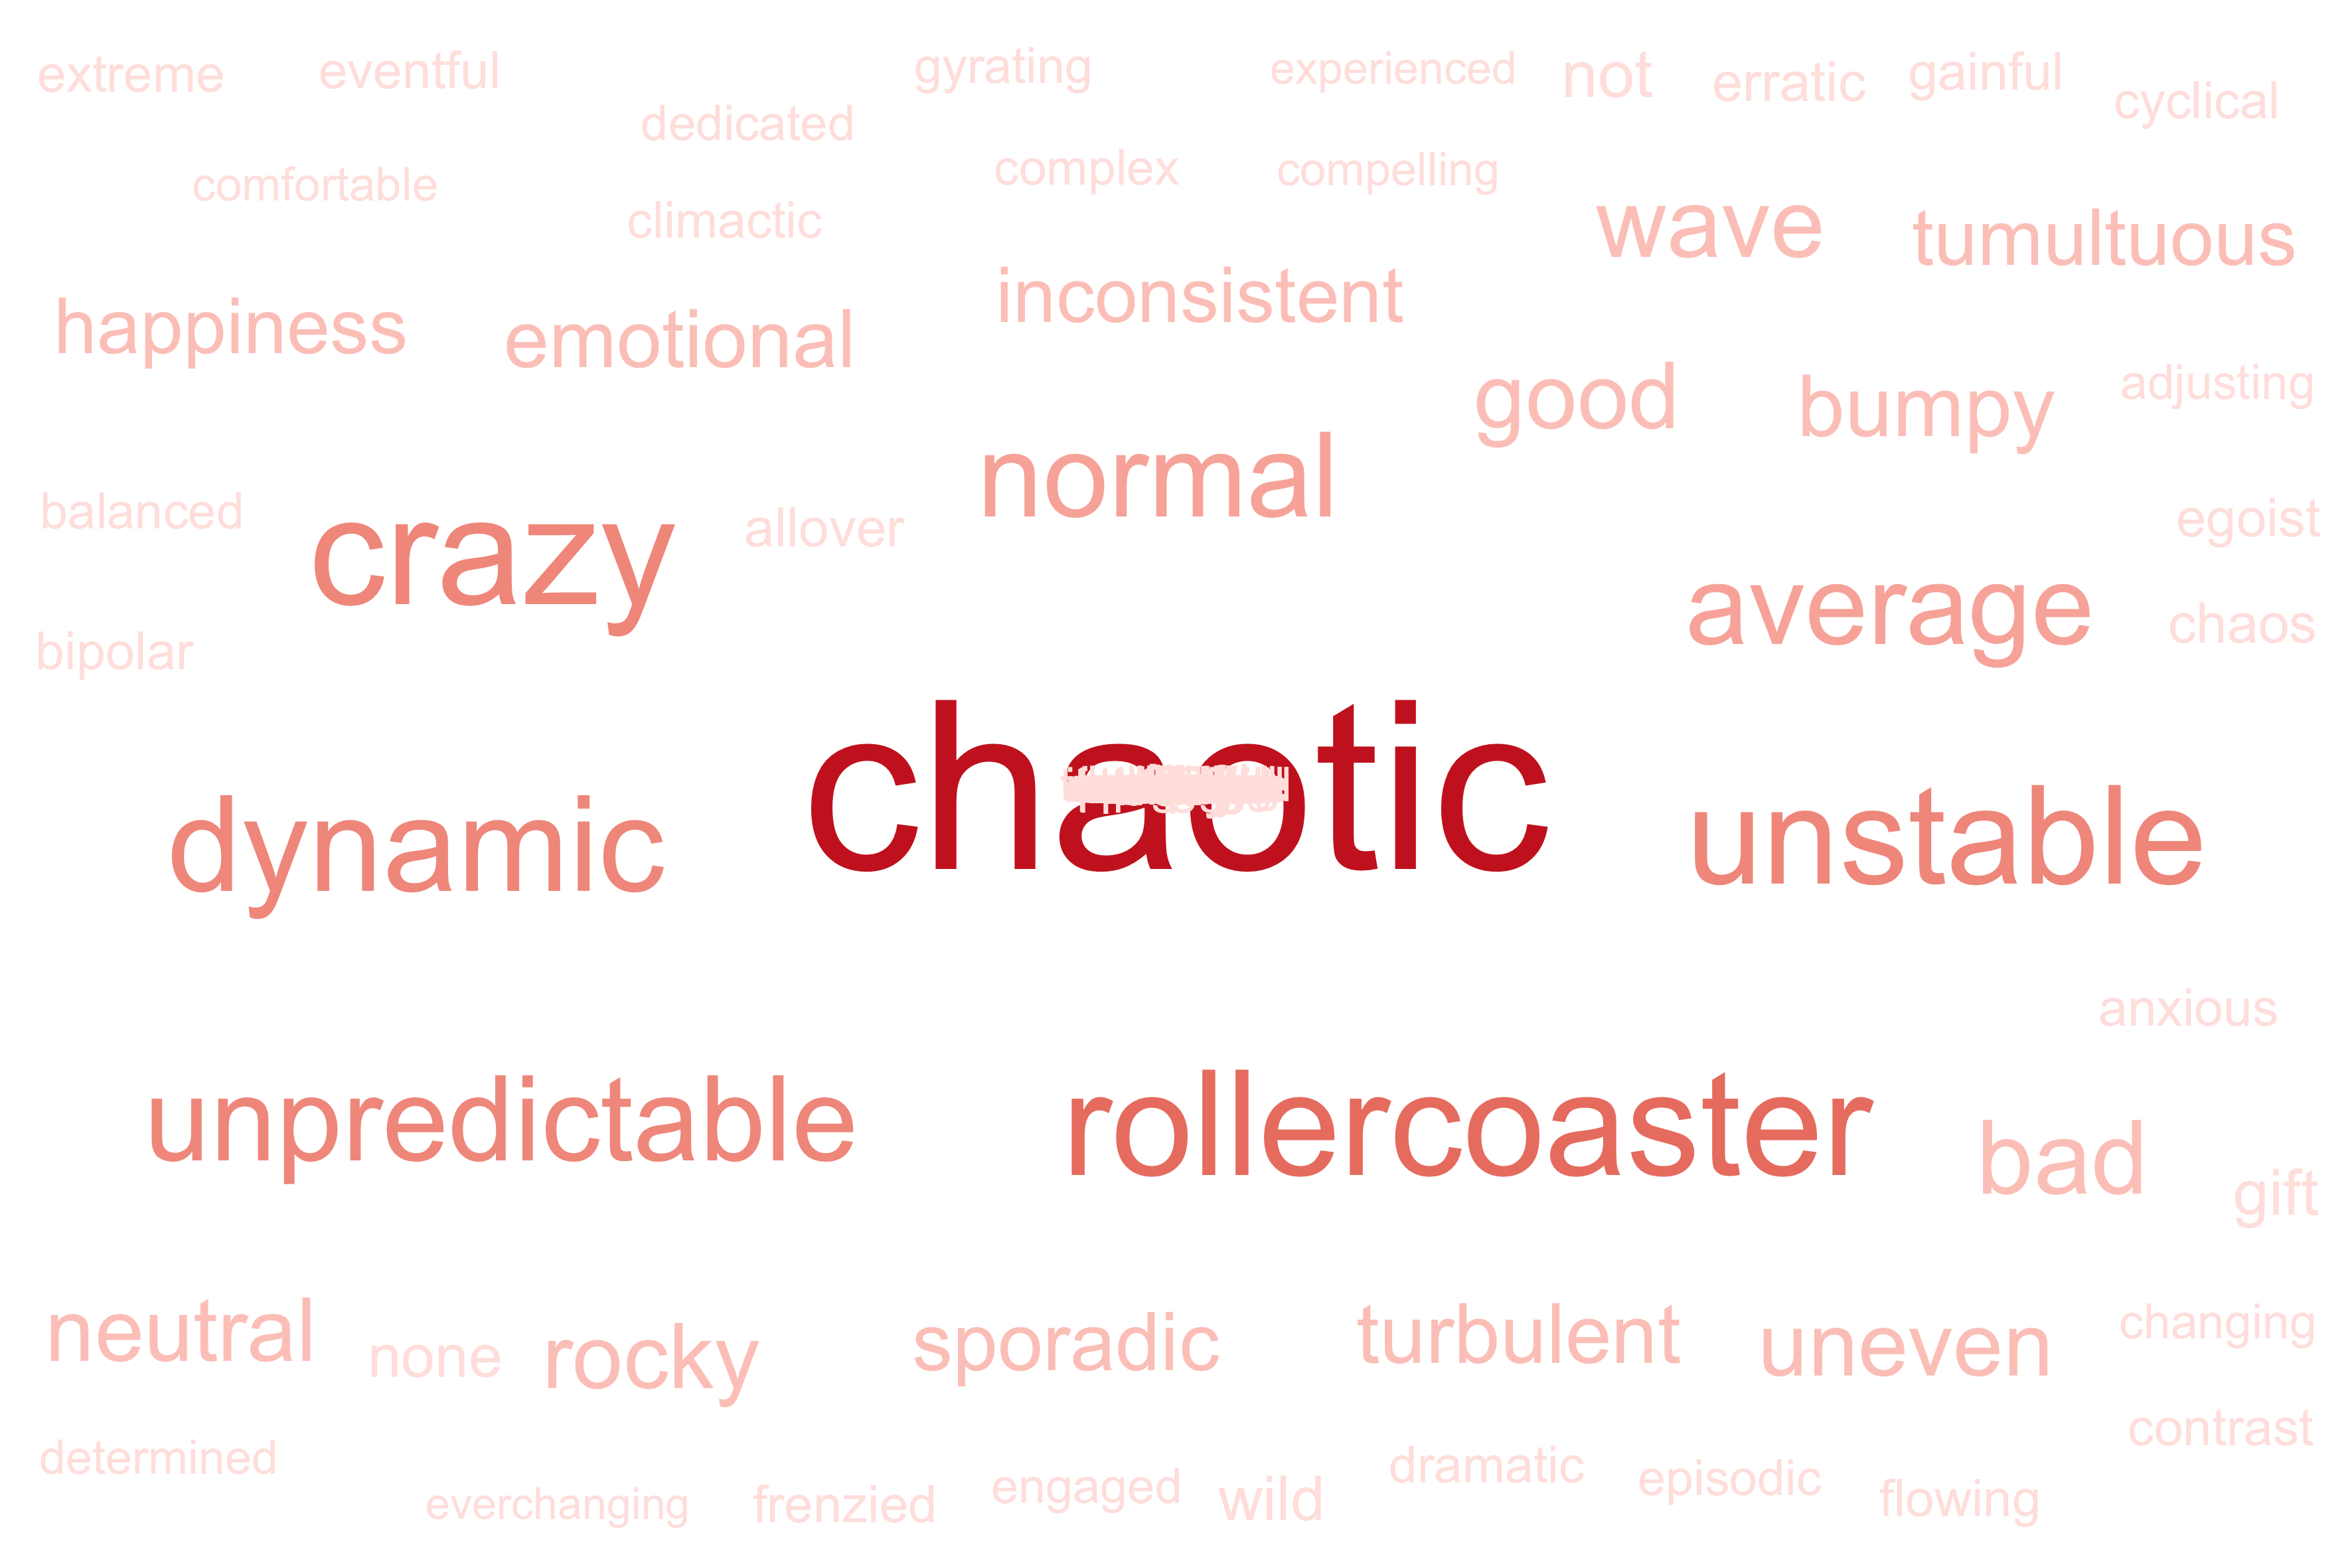 extreme eventful gyrating experienced not erratic gainful cyclical
dedicated
comfortable climactic complex compelling wave tumultuous
happiness emotional inconsistent
good bumpy adjusting
normal
balanced crazy allover egoist
average chaos
bipolar
chaotic
dynamic unstable
anxious
unpredictable rollercoaster bad gift
neutral none rocky sporadic turbulent uneven changing
determined contrast
everchanging frenzied engaged wild dramatic episodic flowing